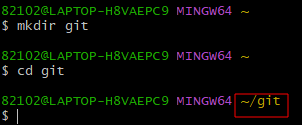 82102@LAPTOP-H8VAEPC9 MINGW64 ~
$ mkdir git
82102@LAPTOP-H8VAEPC9 MINGW64 ~
$ cd git
82102@LAPTOP-H8VAEPC9 MINGW64 ~/git
$